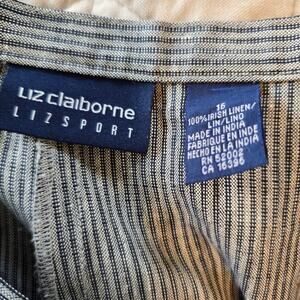 Liz claiborne
LIZSPORT
16
100% IRISH LINEN/
LIN/LINO
MADE IN INDIA
FABRIQUE EN INDE
HECHO EN LA INDIA
RN 52002
CA 16396